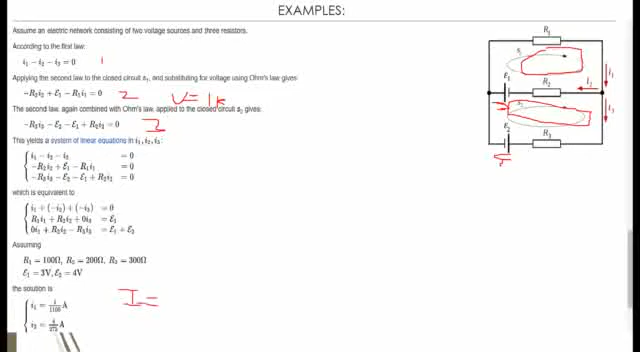 EXAMPLES:
Assume an electric network consisting of two voltage sources and three resistors.
According to the first law:
i₁ − i₂ − i₃ = 0
1
Applying the second law to the closed circuit s₁, and substituting for voltage using Ohm's law gives:
−R₂i₂ + ℰ₁ − R₁i₁ = 0
2
The second law, again combined with Ohm's law, applied to the closed circuit s₂ gives:
−R₃i₃ − ℰ₂ − ℰ₁ + R₂i₂ = 0
3
This yields a system of linear equations in i₁, i₂, i₃:
i₁ − i₂ − i₃ = 0
−R₂i₂ + ℰ₁ − R₁i₁ = 0
−R₃i₃ − ℰ₂ − ℰ₁ + R₂i₂ = 0
which is equivalent to
i₁ + (−i₂) + (−i₃) = 0
R₁i₁ + R₂i₂ + 0i₃ = ℰ₁
0i₁ + R₂i₂ − R₃i₃ = ℰ₁ + ℰ₂
Assuming
R₁ = 100Ω, R₂ = 200Ω, R₃ = 300Ω
ℰ₁ = 3V, ℰ₂ = 4V
the solution is
i₁ = 1/1100 A
i₂ = 4/275 A
I =
R₁
s₁
i₁
ℰ₁
i₂
s₂
i₃
ℰ₂
R₃